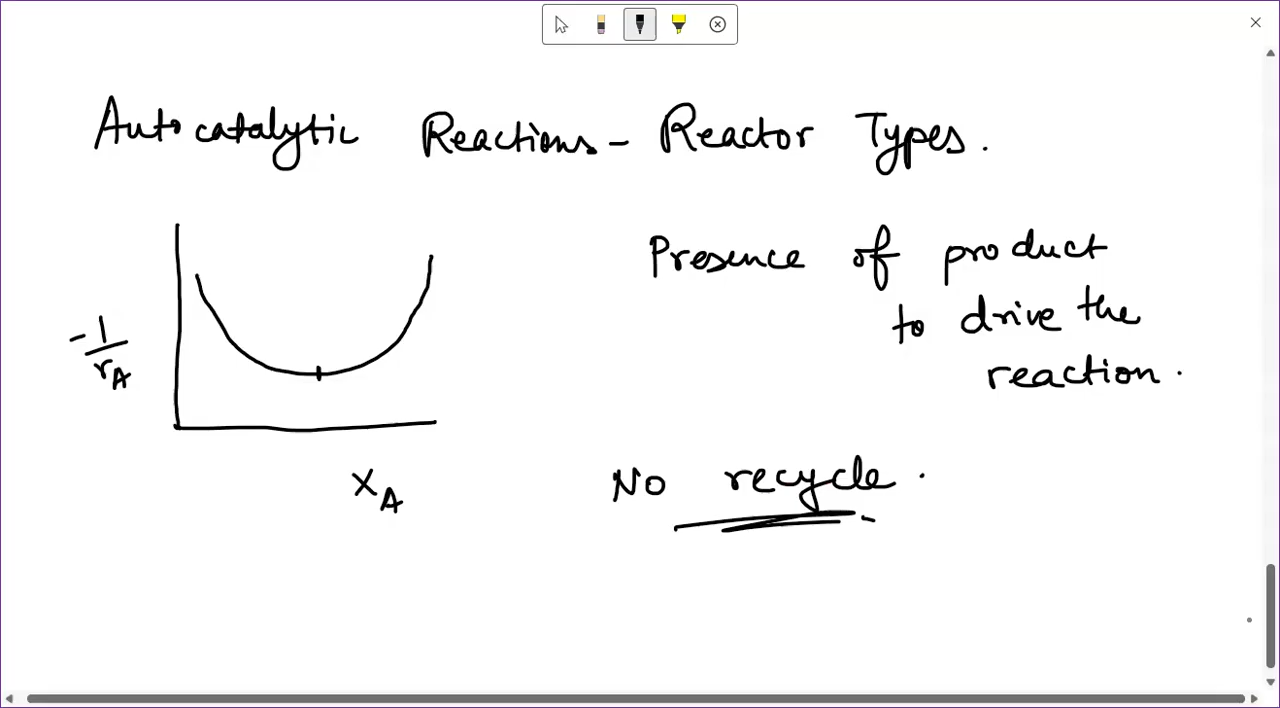 Autocatalytic Reactions - Reactor Types.
Presence of product
to drive the
reaction.
-1/rA
XA
No recycle.